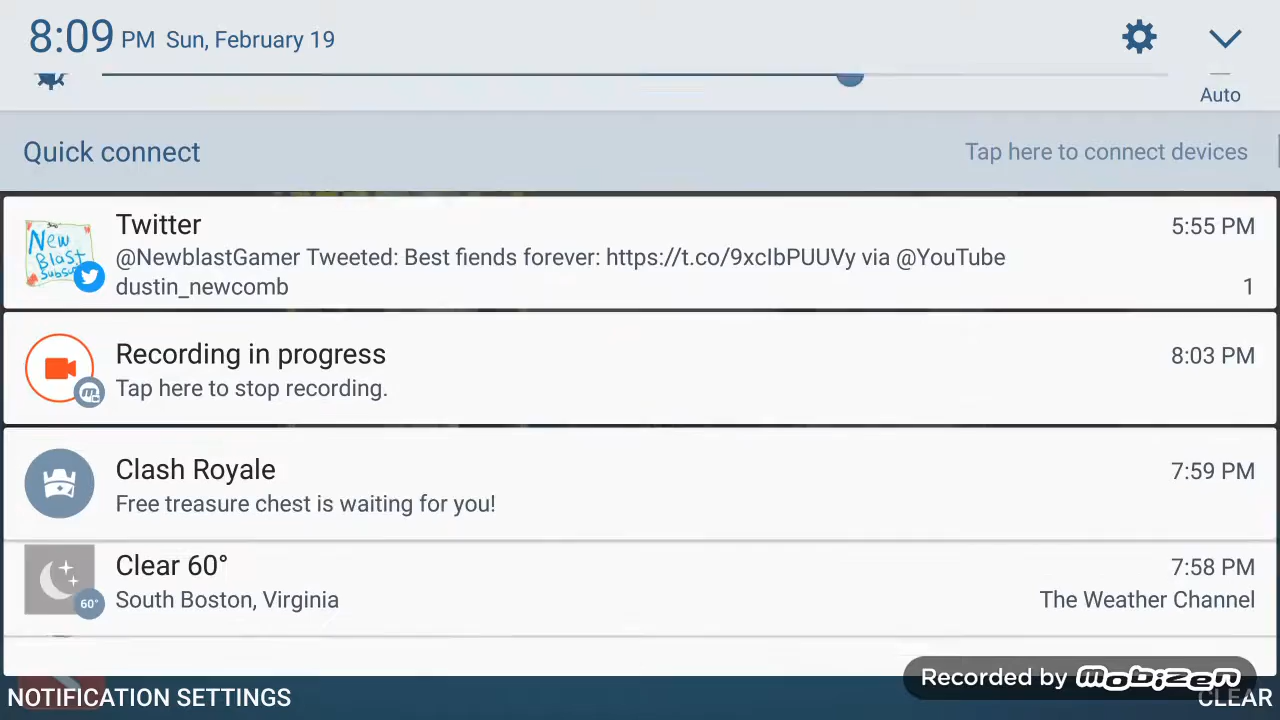 8:09 PM Sun, February 19
Auto
Quick connect Tap here to connect devices
New Blast
Twitter 5:55 PM
@NewblastGamer Tweeted: Best fiends forever: https://t.co/9xcIbPUUVy via @YouTube
dustin_newcomb 1
Recording in progress 8:03 PM
Tap here to stop recording.
Clash Royale 7:59 PM
Free treasure chest is waiting for you!
Clear 60° 7:58 PM
60° South Boston, Virginia The Weather Channel
Recorded by mobizen
NOTIFICATION SETTINGS CLEAR